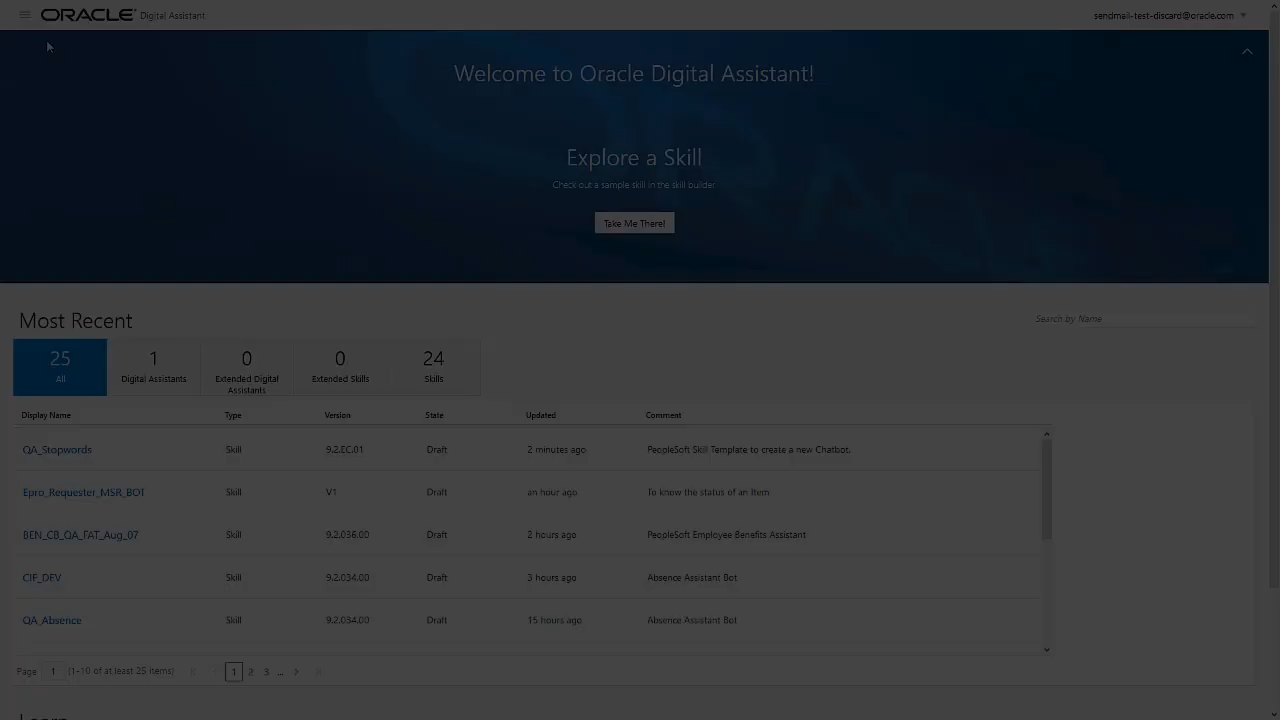 ORACLE Digital Assistant
sendmail-test-discard@oracle.com
Welcome to Oracle Digital Assistant!
Explore a Skill
Check out a sample skill in the skill builder.
Take Me There!
Most Recent
Search by Name
25 1 0 0 24
All Digital Assistants Extended Digital Assistants Extended Skills Skills
Display Name Type Version State Updated Comment
QA_Stopwords Skill 9.2.EC.01 Draft 2 minutes ago PeopleSoft Skill Template to create a new Chatbot.
Epro_Requester_MSR_BOT Skill V1 Draft an hour ago To know the status of an Item
BEN_CB_QA_FAT_Aug_07 Skill 9.2.036.00 Draft 2 hours ago PeopleSoft Employee Benefits Assistant
CIF_DEV Skill 9.2.034.00 Draft 3 hours ago Absence Assistant Bot
QA_Absence Skill 9.2.034.00 Draft 15 hours ago Absence Assistant Bot
Page 1 (1-10 of at least 25 items) 1 2 3 ...